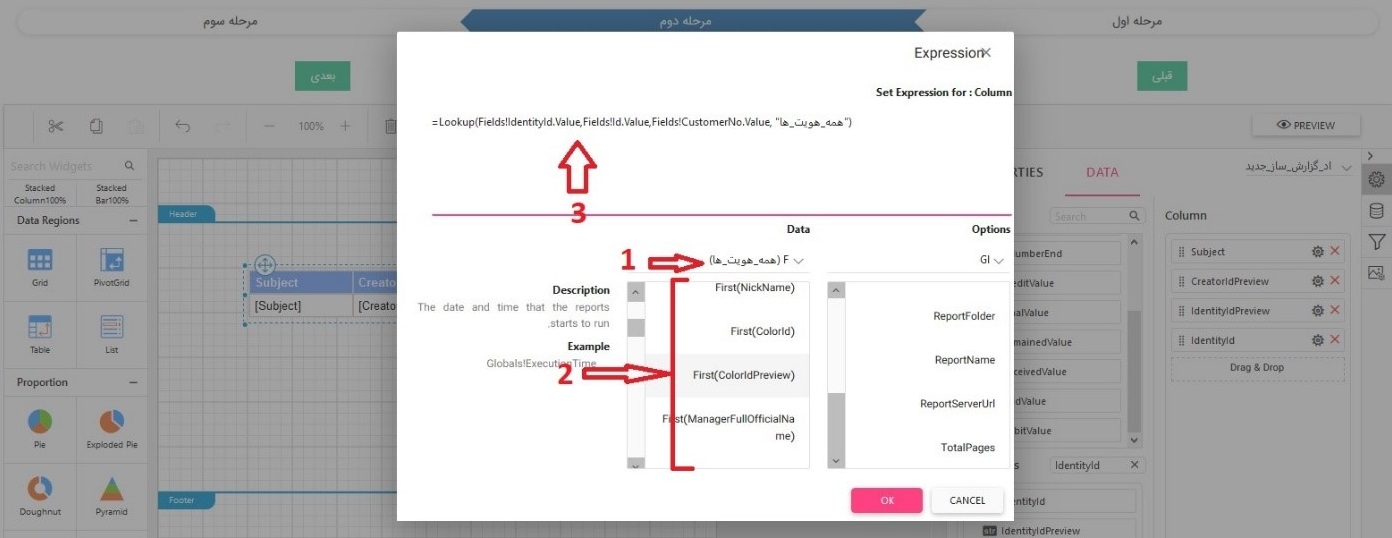 مرحله اول
مرحله دوم
مرحله سوم
قبلی
بعدی
Expression
Set Expression for : Column
=Lookup(Fields!IdentityId.Value,Fields!Id.Value,Fields!CustomerNo.Value, "همه_هویت_ها")
3
100%
PREVIEW
Search Widgets
Stacked Column100%
Stacked Bar100%
Data Regions
Grid
PivotGrid
Table
List
Proportion
Pie
Exploded Pie
Doughnut
Pyramid
Header
Subject
Creato
[Subject]
[Creato
Footer
Data
Options
1
F (همه_هویت_ها)
GI
Description
The date and time that the reports
starts to run,
Example
Globals!ExecutionTime
2
First(NickName)
First(ColorId)
First(ColorIdPreview)
First(ManagerFullOfficialNa
me)
ReportFolder
ReportName
ReportServerUrl
TotalPages
OK
CANCEL
RTIES
DATA
اد_گزارش_ساز_جدید
Search
Column
umberEnd
editValue
nalValue
mainedValue
ceivedValue
dValue
bitValue
s
IdentityId
entityId
str IdentityIdPreview
Subject
CreatorIdPreview
IdentityIdPreview
IdentityId
Drag & Drop